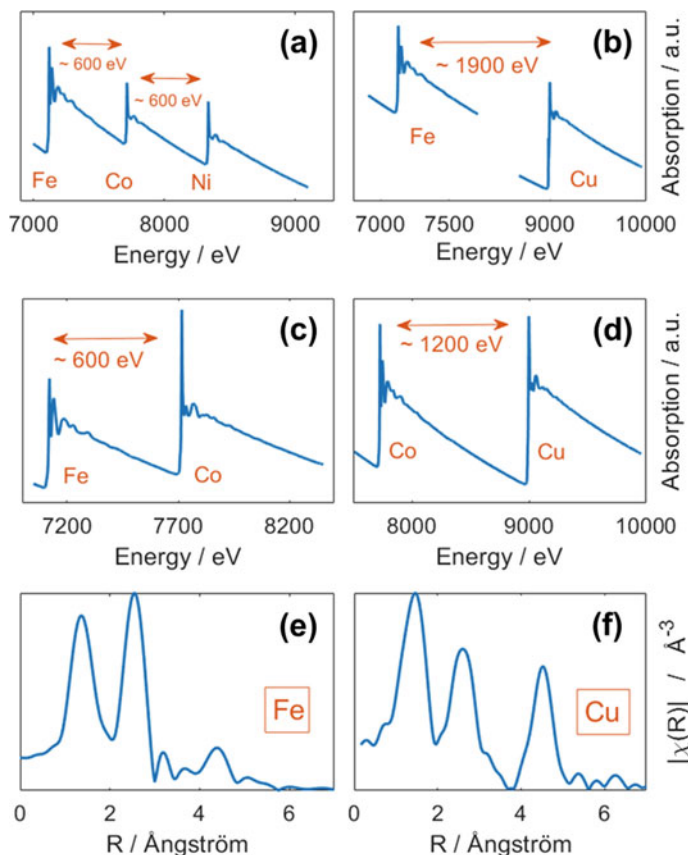 (a)
~ 600 eV
~ 600 eV
Fe
Co
Ni
7000 8000 9000
Energy / eV
(b)
~ 1900 eV
Fe
Cu
7000 7500 9000 10000
Energy / eV
Absorption / a.u.
(c)
~ 600 eV
Fe
Co
7200 7700 8200
Energy / eV
(d)
~ 1200 eV
Co
Cu
8000 9000 10000
Energy / eV
Absorption / a.u.
(e)
Fe
0 2 4 6
R / Ångström
(f)
Cu
0 2 4 6
R / Ångström
|χ(R)| / Å⁻³